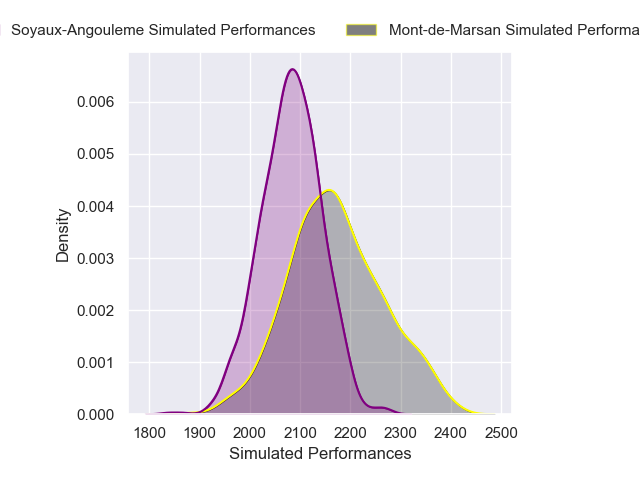 Soyaux-Angouleme Simulated Performances
Mont-de-Marsan Simulated Performa
0.006
0.005
0.004
0.003
0.002
0.001
0.000
Density
1800 1900 2000 2100 2200 2300 2400 2500
Simulated Performances